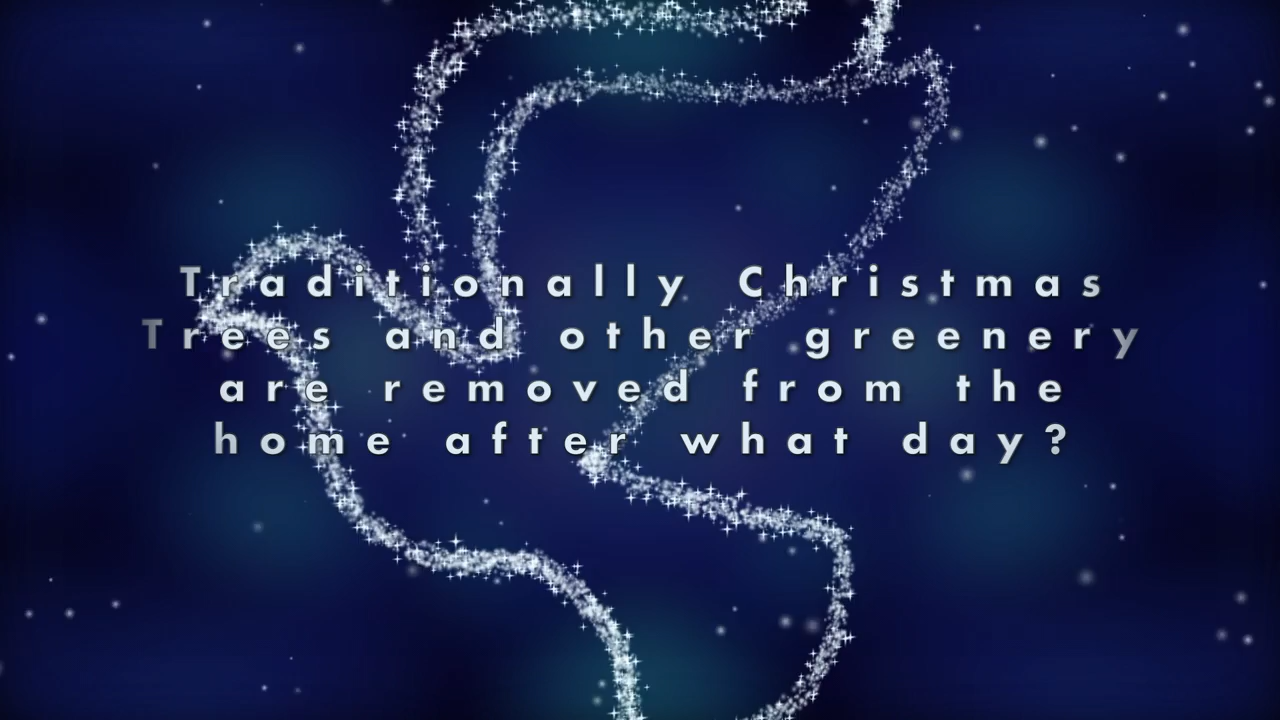 Traditionally Christmas
Trees and other greenery
are removed from the
home after what day?